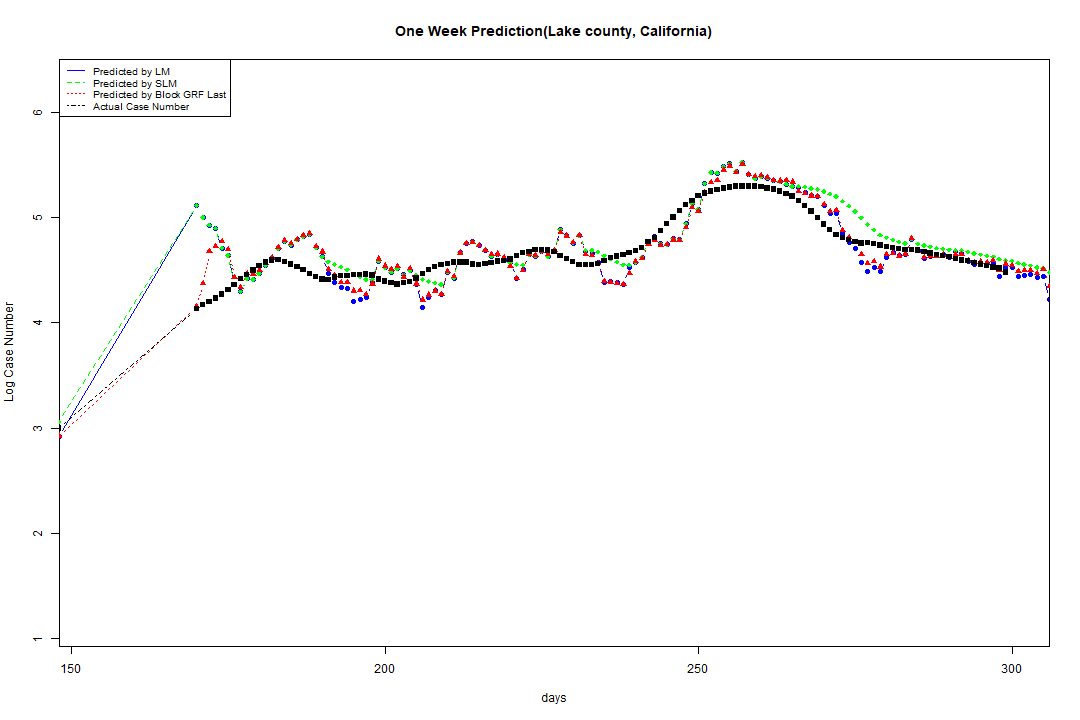 One Week Prediction(Lake county, California)
Predicted by LM
Predicted by SLM
Predicted by Block GRF Last
Actual Case Number
6
5
4
3
2
1
Log Case Number
150 200 250 300
days